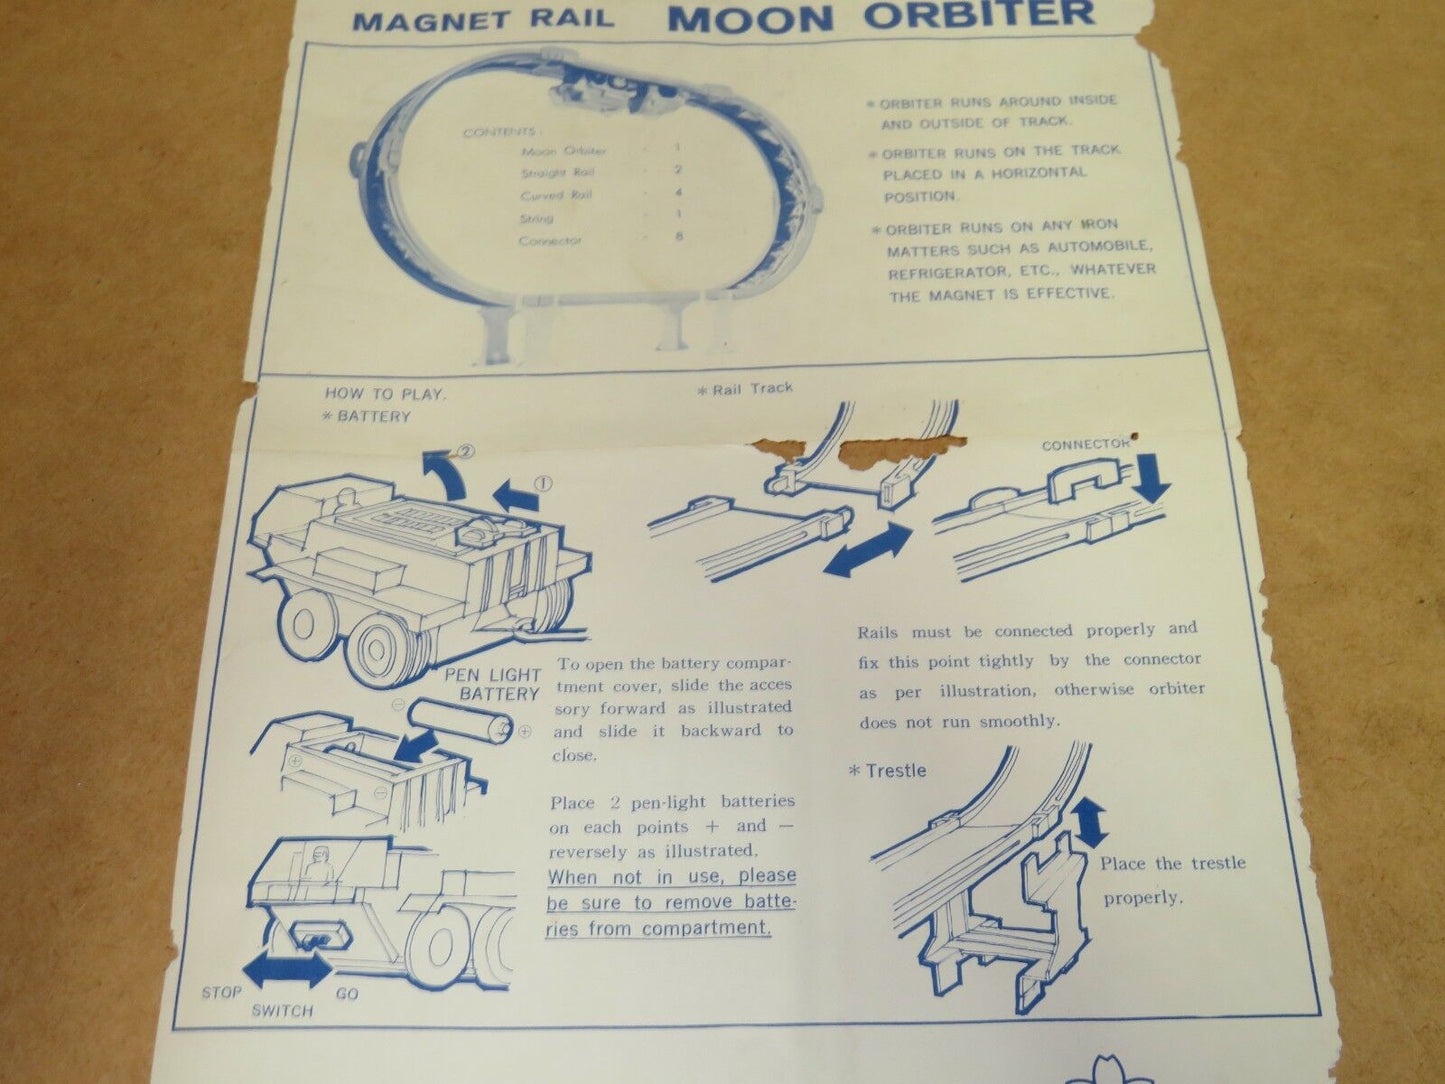 MAGNET RAIL MOON ORBITER
CONTENTS:
Moon Orbiter - 1
Straight Rail - 2
Curved Rail - 4
String - 1
Connector - 8
* ORBITER RUNS AROUND INSIDE
AND OUTSIDE OF TRACK.
* ORBITER RUNS ON THE TRACK
PLACED IN A HORIZONTAL
POSITION.
* ORBITER RUNS ON ANY IRON
MATTERS SUCH AS AUTOMOBILE,
REFRIGERATOR, ETC., WHATEVER
THE MAGNET IS EFFECTIVE.
HOW TO PLAY.
* BATTERY
②
①
PEN LIGHT
BATTERY
⊖
⊕
⊕
⊖
STOP
GO
SWITCH
To open the battery compar-
tment cover, slide the acces
sory forward as illustrated
and slide it backward to
close.
Place 2 pen-light batteries
on each points + and -
reversely as illustrated.
When not in use, please
be sure to remove batte-
ries from compartment.
* Rail Track
CONNECTOR
Rails must be connected properly and
fix this point tightly by the connector
as per illustration, otherwise orbiter
does not run smoothly.
* Trestle
Place the trestle
properly.